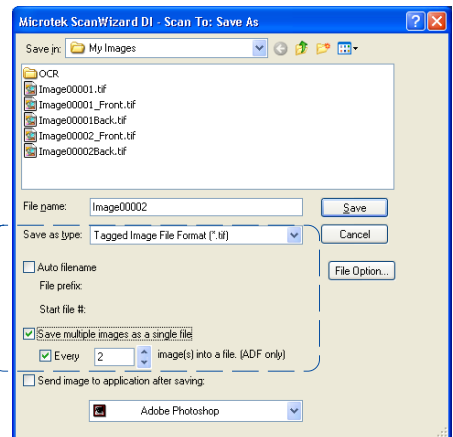 Microtek ScanWizard DI - Scan To: Save As
Save in: My Images
OCR
Image00001.tif
Image00001_Front.tif
Image00001Back.tif
Image00002_Front.tif
Image00002Back.tif
File name: Image00002 Save
Save as type: Tagged Image File Format (*.tif) Cancel
Auto filename File Option...
File prefix:
Start file #:
Save multiple images as a single file
Every 2 image(s) into a file. (ADF only)
Send image to application after saving:
Adobe Photoshop